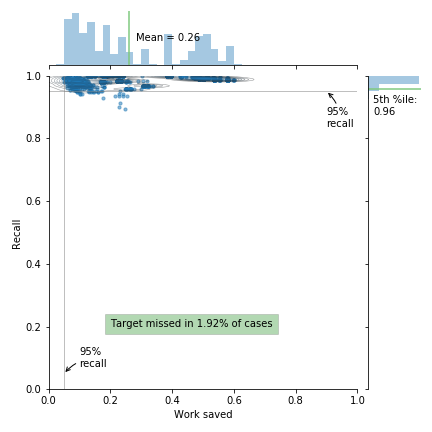 Mean = 0.26
5th %ile:
0.96
1.0
0.8
0.6
0.4
0.2
0.0
Recall
95%
recall
Target missed in 1.92% of cases
95%
recall
0.0 0.2 0.4 0.6 0.8 1.0
Work saved